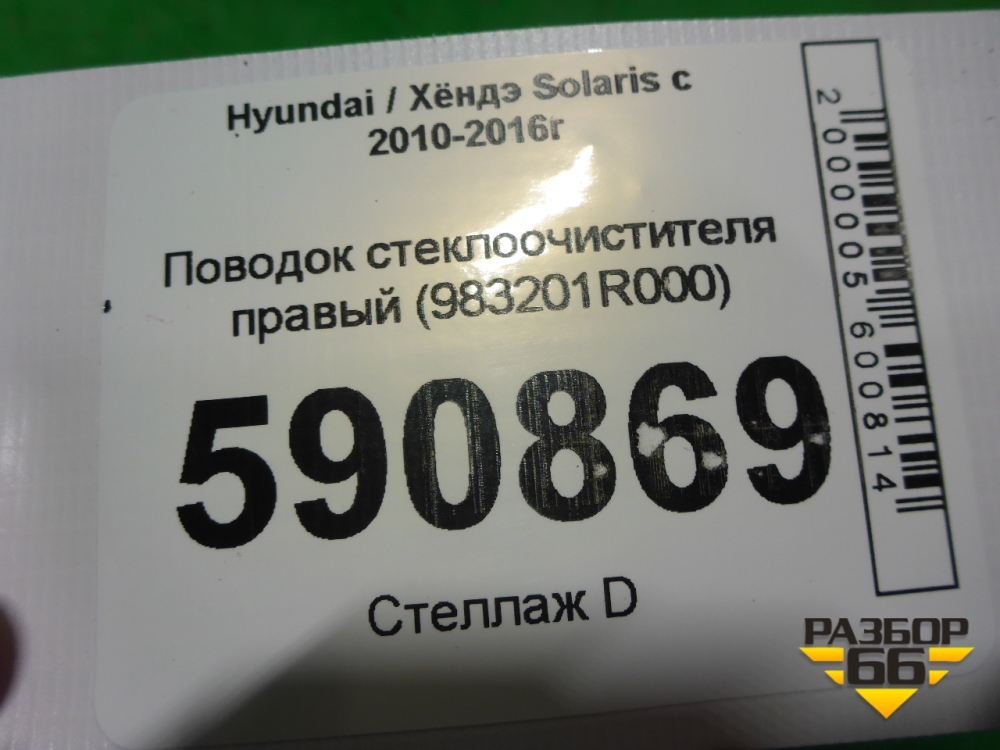 Hyundai / Хёндэ Solaris с
2010-2016г
Поводок стеклоочистителя
правый (983201R000)
590869
Стеллаж D
2000005600814
РАЗБОР
66